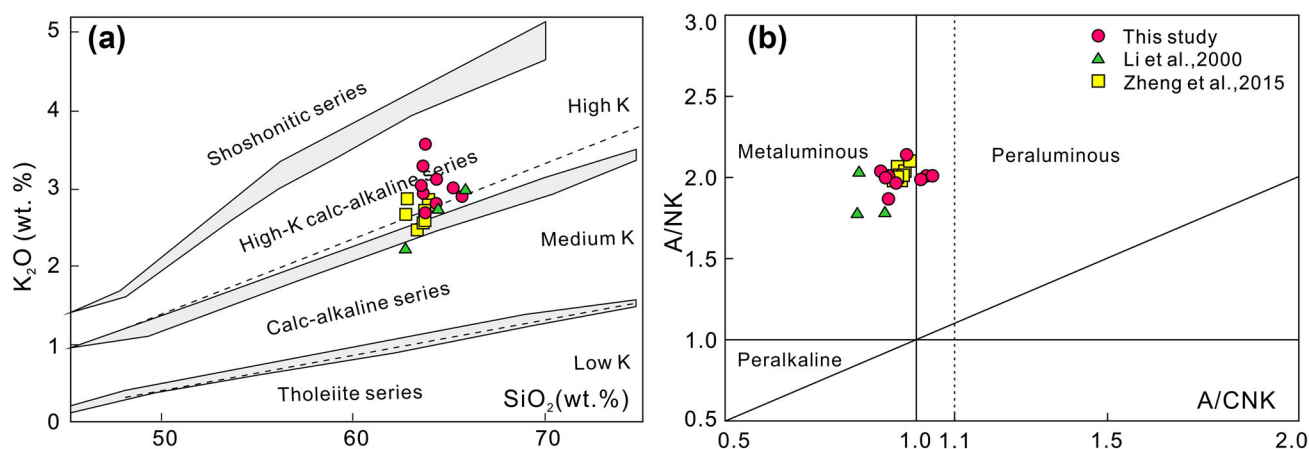 (a)
5
4
3
2
1
0
K₂O (wt. %)
Shoshonitic series
High K
High-K calc-alkaline series
Medium K
Calc-alkaline series
Low K
Tholeiite series
SiO₂(wt.%)
50
60
70
(b)
3.0
2.5
2.0
1.5
1.0
0.5
A/NK
This study
Li et al.,2000
Zheng et al.,2015
Metaluminous
Peraluminous
Peralkaline
A/CNK
0.5
1.0
1.1
1.5
2.0